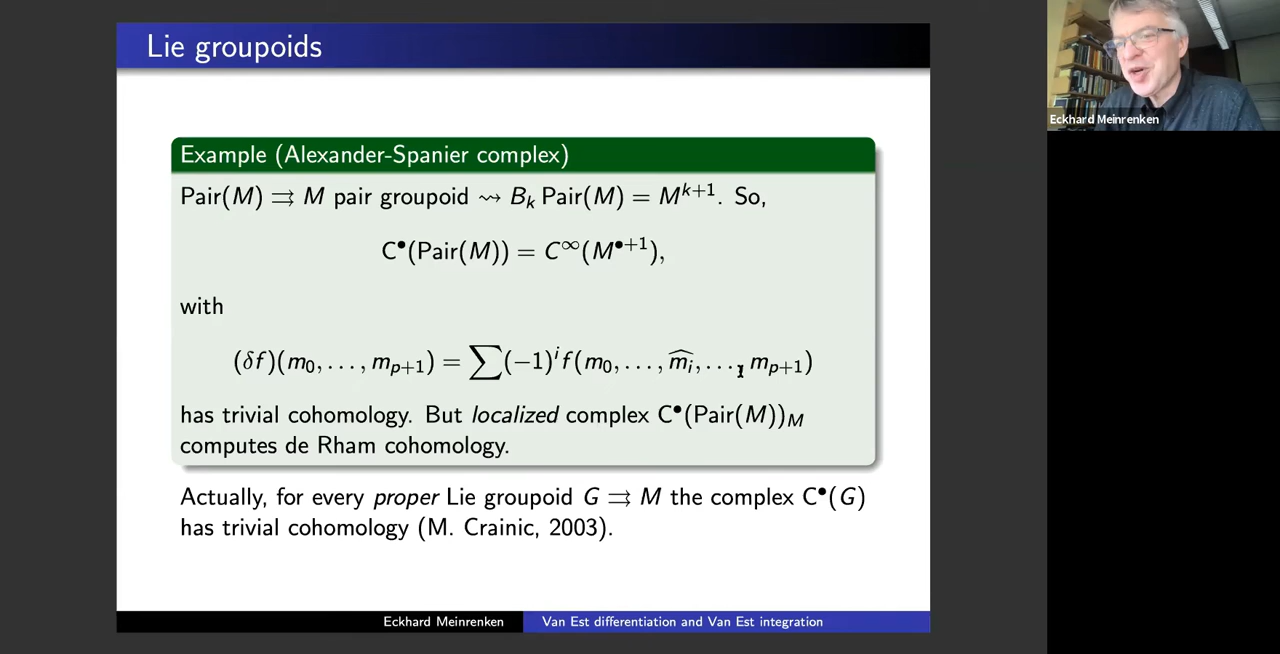 Lie groupoids
Example (Alexander-Spanier complex)
Pair(M) ⇉ M pair groupoid ⇝ B_k Pair(M) = M^{k+1}. So,
C^•(Pair(M)) = C^∞(M^{•+1}),
with
(δf)(m_0, . . . , m_{p+1}) = ∑(−1)^i f(m_0, . . . , \widehat{m_i}, . . . , m_{p+1})
has trivial cohomology. But localized complex C^•(Pair(M))_M
computes de Rham cohomology.
Actually, for every proper Lie groupoid G ⇉ M the complex C^•(G)
has trivial cohomology (M. Crainic, 2003).
Eckhard Meinrenken
Van Est differentiation and Van Est integration
Eckhard Meinrenken